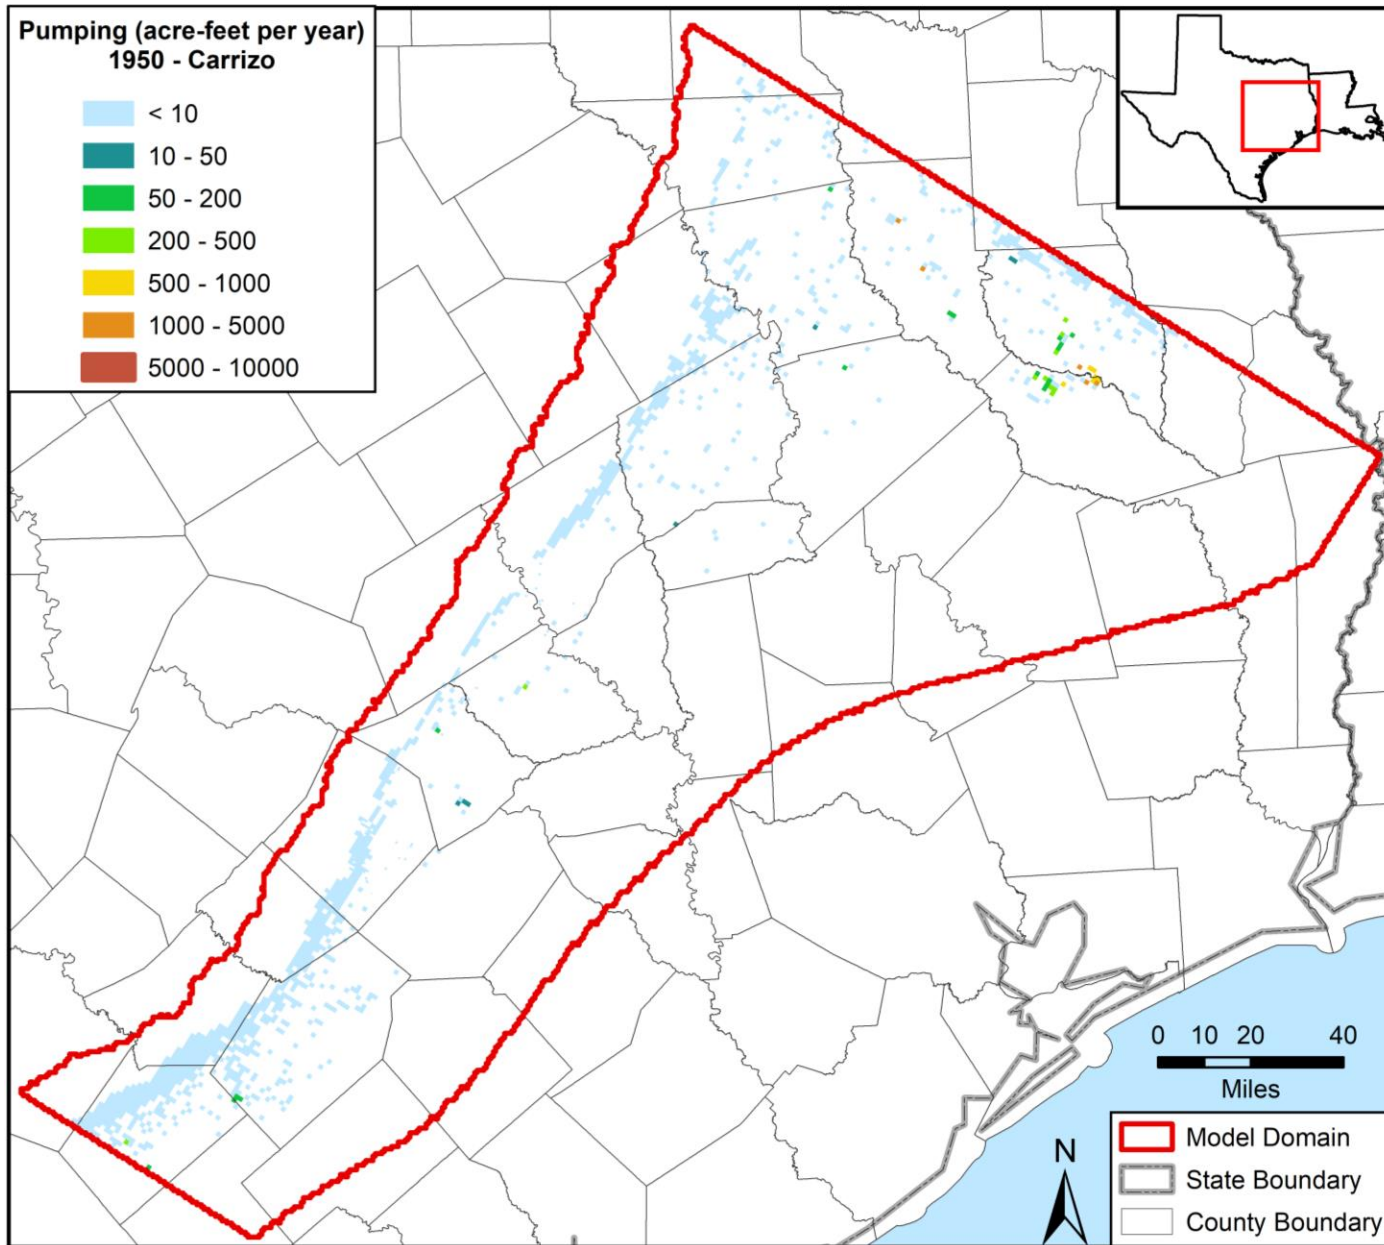 Pumping (acre-feet per year)
1950 - Carrizo
< 10
10 - 50
50 - 200
200 - 500
500 - 1000
1000 - 5000
5000 - 10000
0 10 20 40
Miles
N
Model Domain
State Boundary
County Boundary